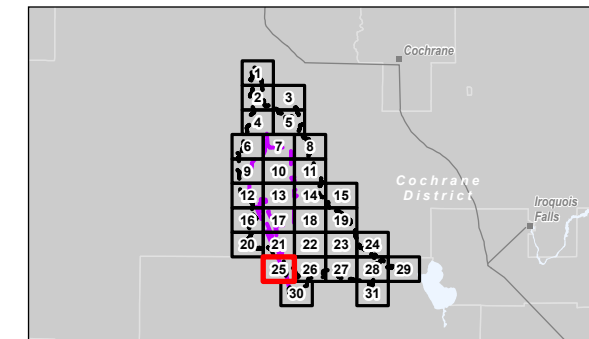 Cochrane
1
2 3
4 5
6 7 8
9 10 11
12 13 14 15
16 17 18 19
20 21 22 23 24
25 26 27 28 29
30 31
Cochrane
District
Iroquois
Falls